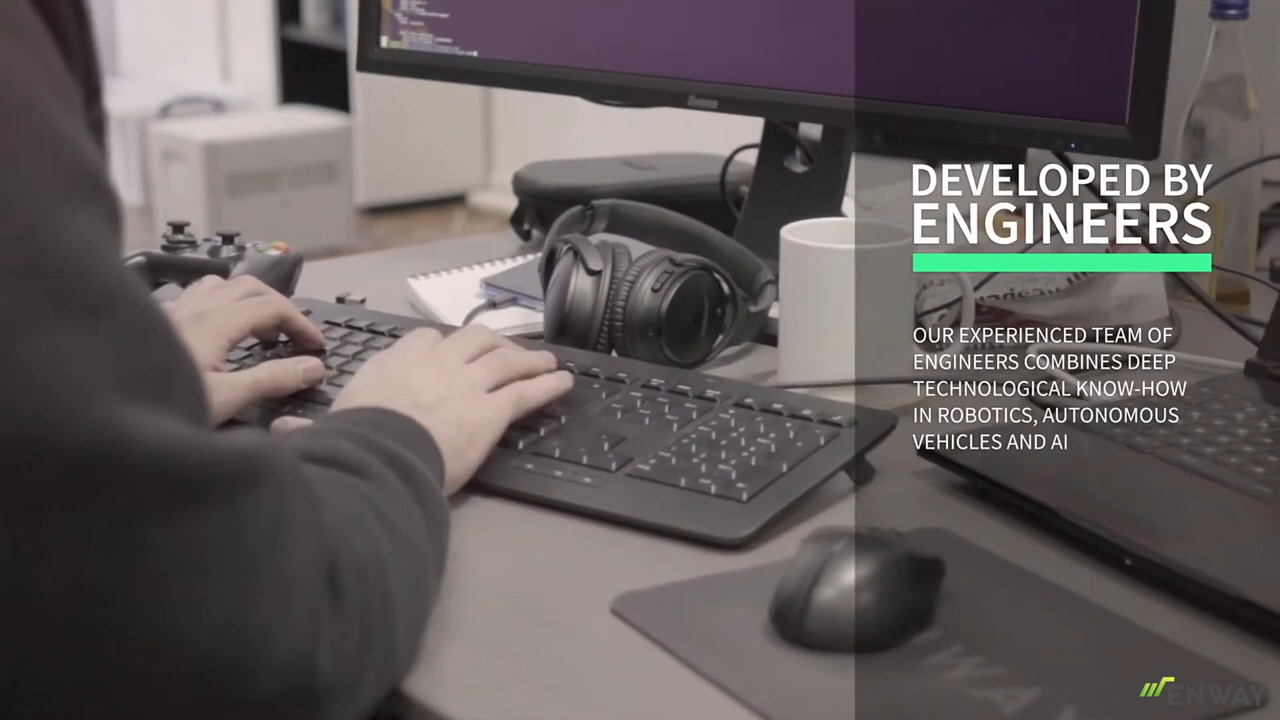 DEVELOPED BY
ENGINEERS
OUR EXPERIENCED TEAM OF
ENGINEERS COMBINES DEEP
TECHNOLOGICAL KNOW-HOW
IN ROBOTICS, AUTONOMOUS
VEHICLES AND AI
ENWAY